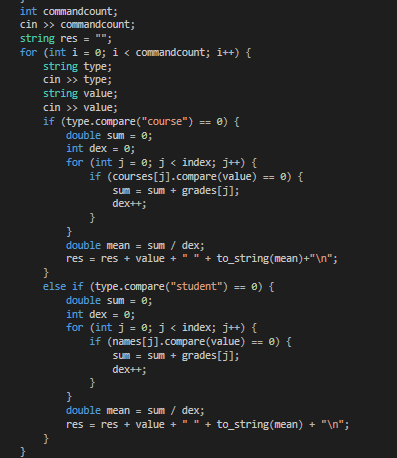 }
int commandcount;
cin >> commandcount;
string res = "";
for (int i = 0; i < commandcount; i++) {
    string type;
    cin >> type;
    string value;
    cin >> value;
    if (type.compare("course") == 0) {
        double sum = 0;
        int dex = 0;
        for (int j = 0; j < index; j++) {
            if (courses[j].compare(value) == 0) {
                sum = sum + grades[j];
                dex++;
            }
        }
        double mean = sum / dex;
        res = res + value + " " + to_string(mean)+"\n";
    }
    else if (type.compare("student") == 0) {
        double sum = 0;
        int dex = 0;
        for (int j = 0; j < index; j++) {
            if (names[j].compare(value) == 0) {
                sum = sum + grades[j];
                dex++;
            }
        }
        double mean = sum / dex;
        res = res + value + " " + to_string(mean) + "\n";
    }
}